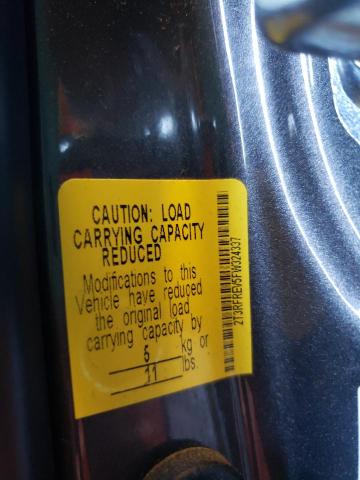 CAUTION: LOAD
CARRYING CAPACITY
REDUCED
Modifications to this
Vehicle have reduced
the original load
carrying capacity by
5 kg or
11 lbs.
2T3RFREV5FW324337